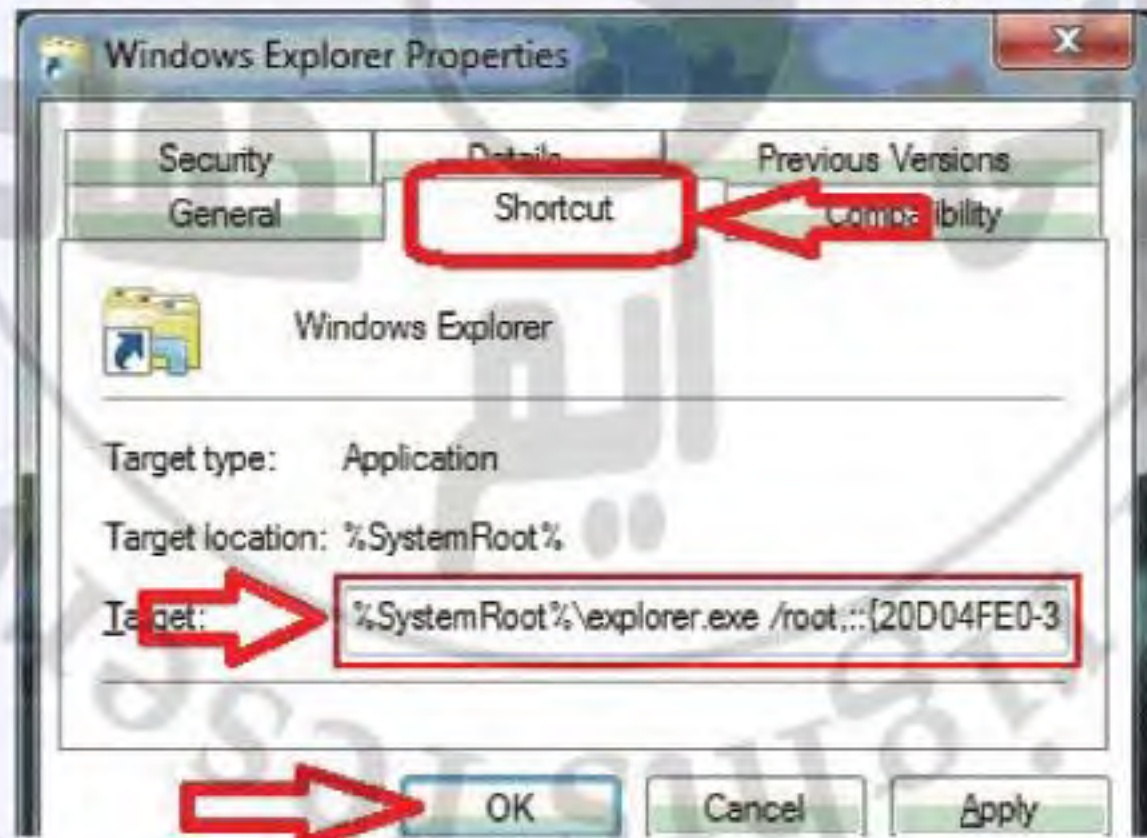 Windows Explorer Properties
Security Details Previous Versions
General Shortcut Compatibility
Windows Explorer
Target type: Application
Target location: %SystemRoot%
Target: %SystemRoot%\explorer.exe /root,::{20D04FE0-3
OK Cancel Apply